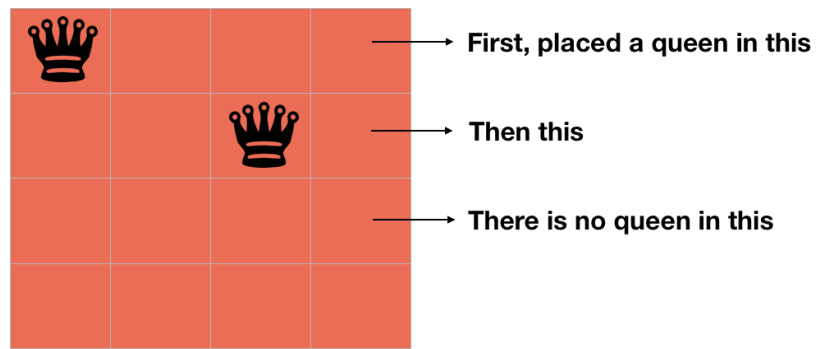 First, placed a queen in this
Then this
There is no queen in this